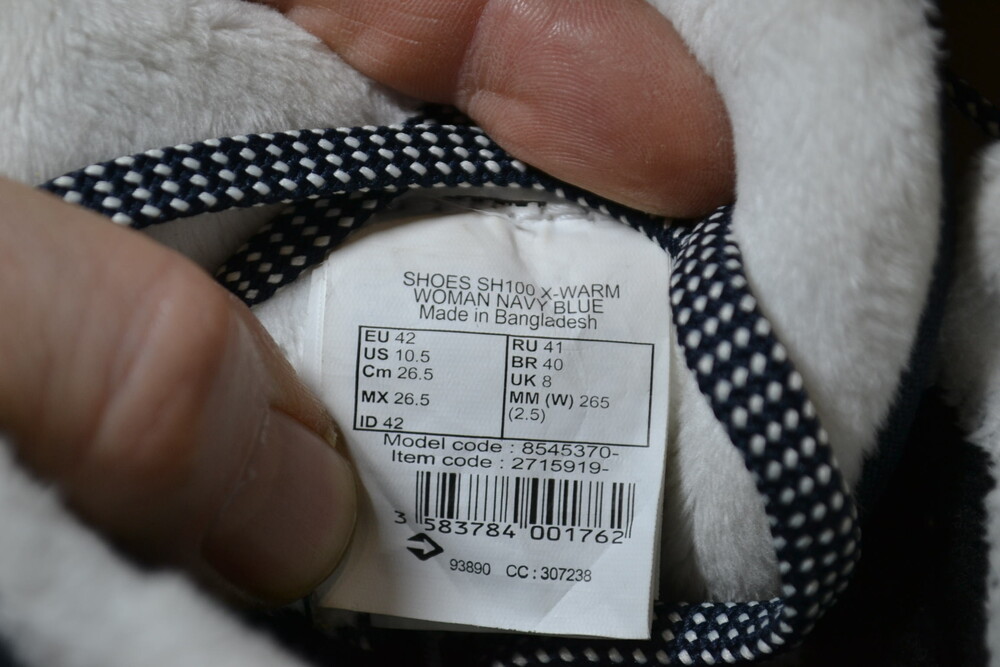 SHOES SH100 X-WARM
WOMAN NAVY BLUE
Made in Bangladesh
EU 42
US 10.5
Cm 26.5
MX 26.5
ID 42
RU 41
BR 40
UK 8
MM (W) 265
(2.5)
Model code : 8545370-
Item code : 2715919-
3 583784 001762
93890 CC : 307238